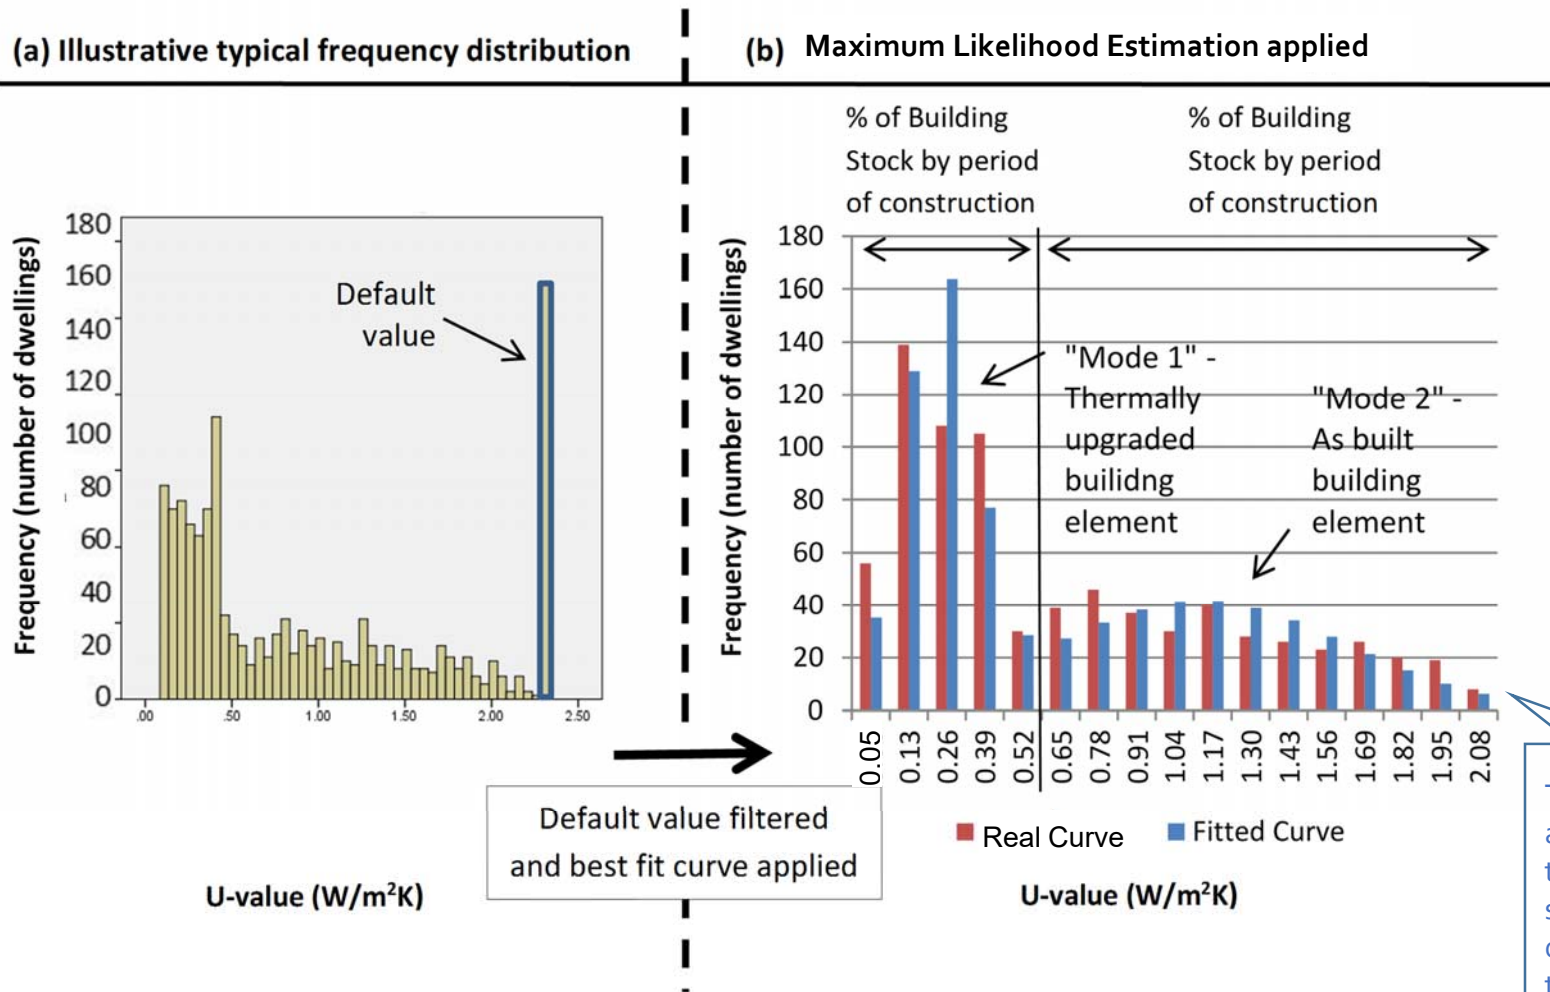 (a) Illustrative typical frequency distribution
(b) Maximum Likelihood Estimation applied
% of Building
Stock by period
of construction
% of Building
Stock by period
of construction
Frequency (number of dwellings)
180
160
140
120
100
80
60
40
20
0
Default
value
.00 .50 1.00 1.50 2.00 2.50
U-value (W/m²K)
Default value filtered
and best fit curve applied
Frequency (number of dwellings)
180
160
140
120
100
80
60
40
20
0
"Mode 1" -
Thermally
upgraded
builidng
element
"Mode 2" -
As built
building
element
0.05 0.13 0.26 0.39 0.52 0.65 0.78 0.91 1.04 1.17 1.30 1.43 1.56 1.69 1.82 1.95 2.08
Real Curve Fitted Curve
U-value (W/m²K)